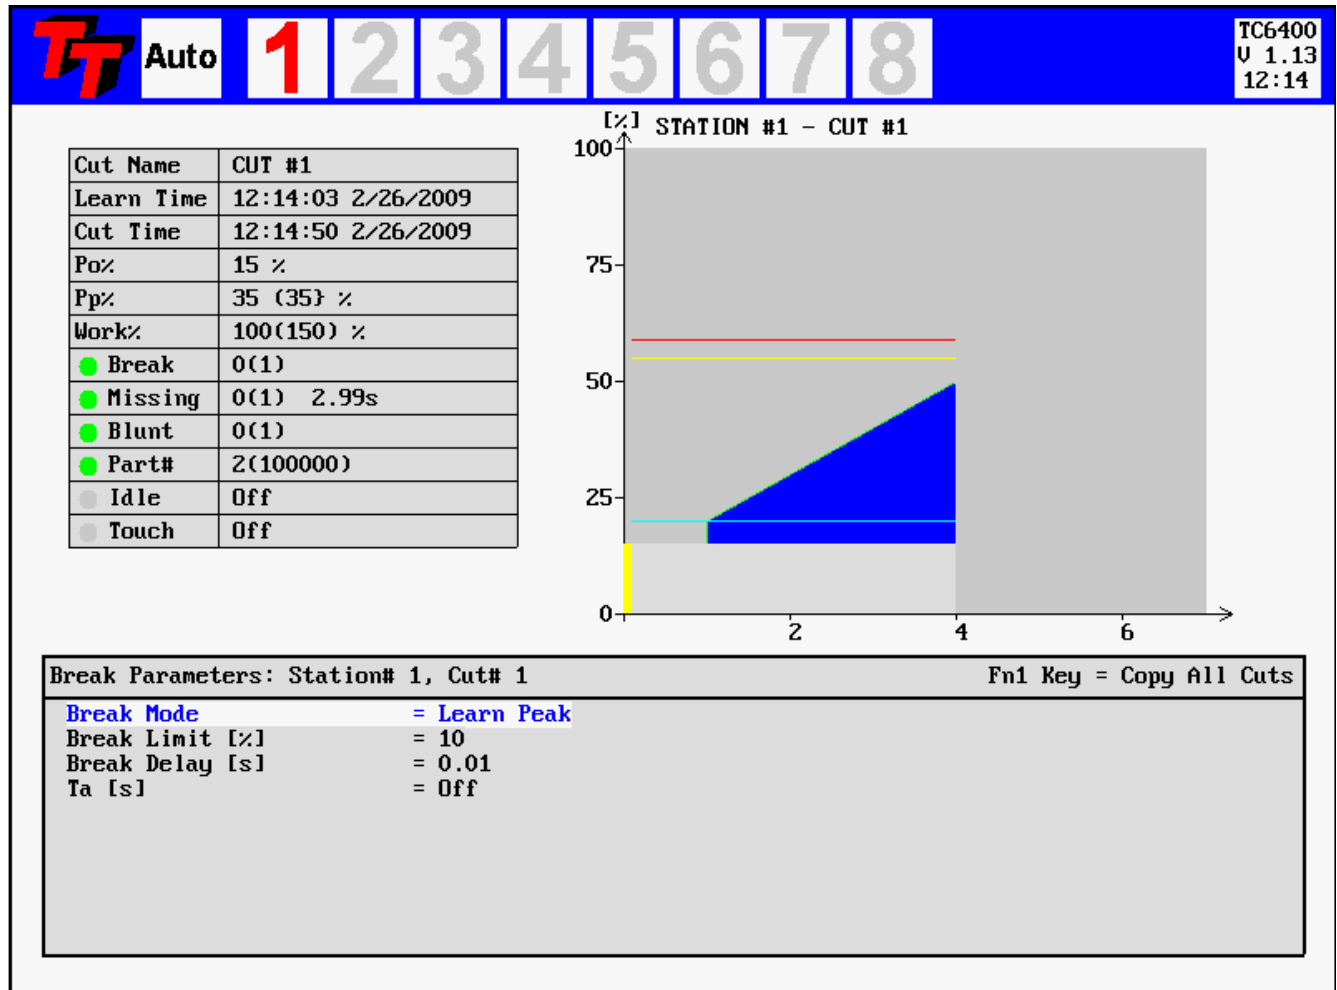 TT Auto 1 2 3 4 5 6 7 8
TC6400
V 1.13
12:14
Cut Name CUT #1
Learn Time 12:14:03 2/26/2009
Cut Time 12:14:50 2/26/2009
Po% 15 %
Pp% 35 (35} %
Work% 100(150) %
Break 0(1)
Missing 0(1) 2.99s
Blunt 0(1)
Part# 2(100000)
Idle Off
Touch Off
[%] STATION #1 - CUT #1
100
75
50
25
0
2 4 6
Break Parameters: Station# 1, Cut# 1 Fn1 Key = Copy All Cuts
Break Mode = Learn Peak
Break Limit [%] = 10
Break Delay [s] = 0.01
Ta [s] = Off